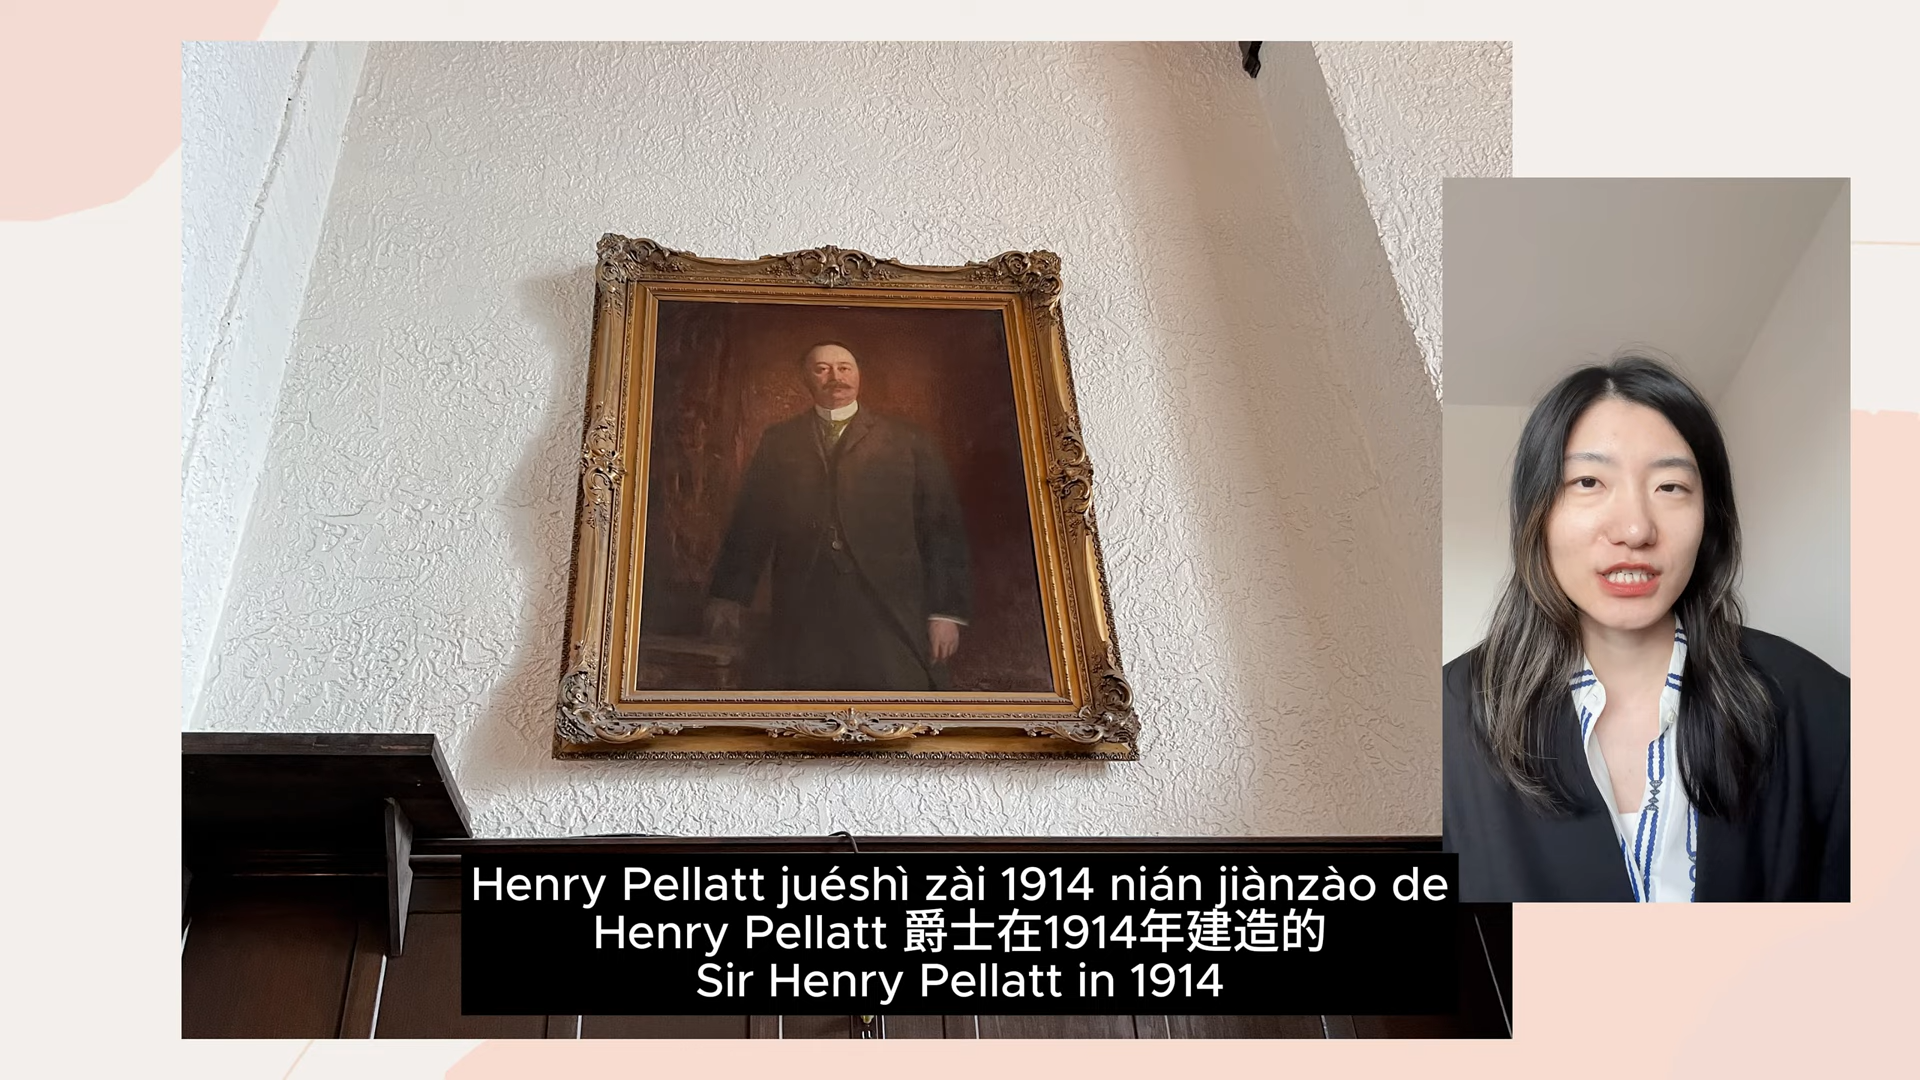 Henry Pellatt juéshì zài 1914 nián jiànzào de
Henry Pellatt 爵士在1914年建造的
Sir Henry Pellatt in 1914